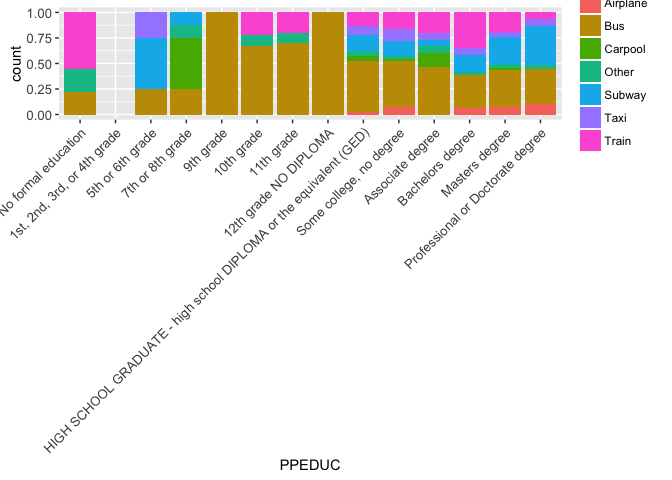 Airplane
Bus
Carpool
Other
Subway
Taxi
Train
count
1.00
0.75
0.50
0.25
0.00
No formal education
1st, 2nd, 3rd, or 4th grade
5th or 6th grade
7th or 8th grade
9th grade
10th grade
11th grade
12th grade NO DIPLOMA
HIGH SCHOOL GRADUATE - high school DIPLOMA or the equivalent (GED)
Some college, no degree
Associate degree
Bachelors degree
Masters degree
Professional or Doctorate degree
PPEDUC